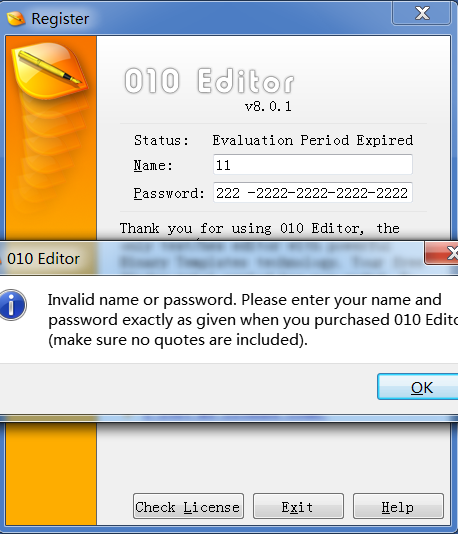 Register
010 Editor
v8.0.1
Status: Evaluation Period Expired
Name: 11
Password: 222 -2222-2222-2222-2222
Thank you for using 010 Editor, the
010 Editor
Invalid name or password. Please enter your name and
password exactly as given when you purchased 010 Edito
(make sure no quotes are included).
OK
Check License Exit Help